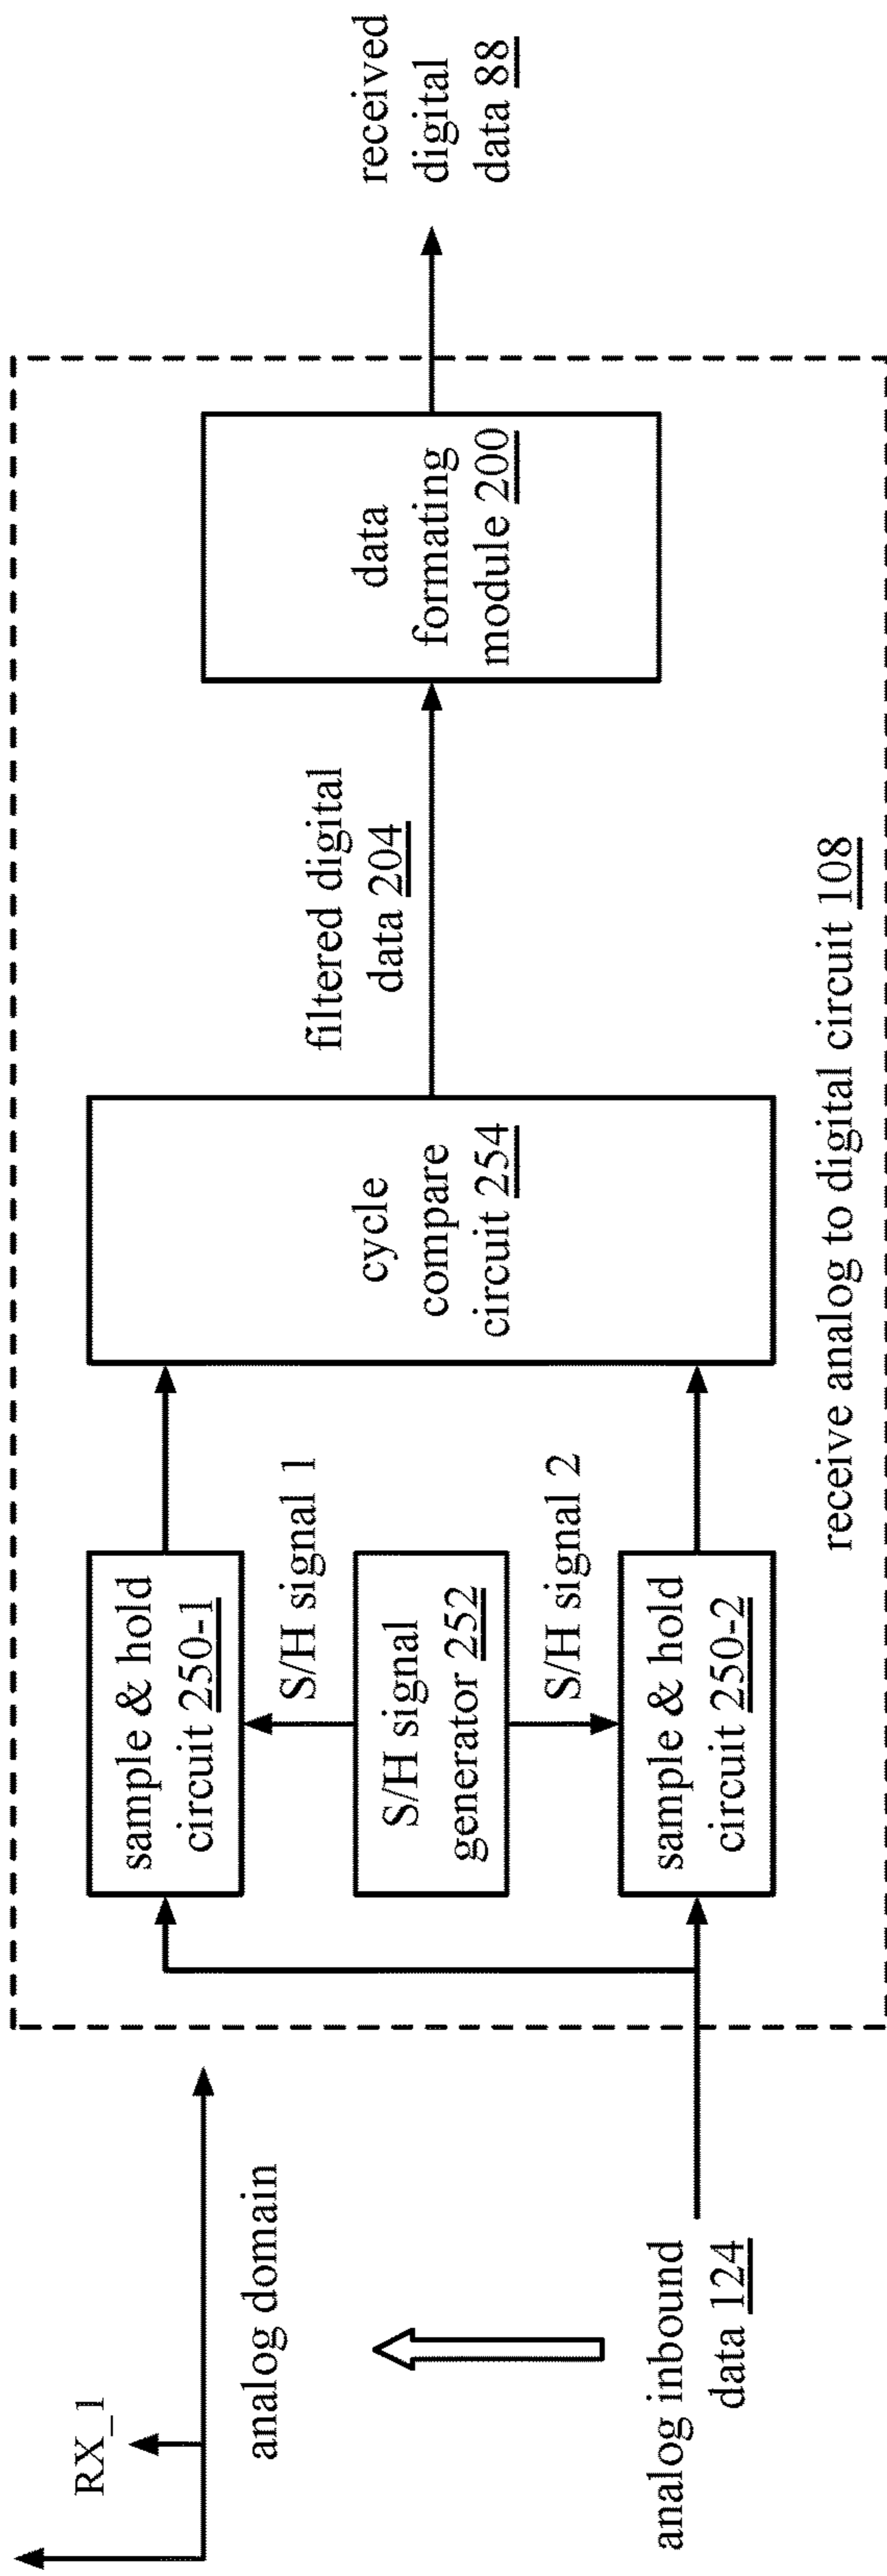 RX_1
analog domain
analog inbound
data 124
sample & hold
circuit 250-1
S/H signal 1
S/H signal
generator 252
S/H signal 2
sample & hold
circuit 250-2
cycle
compare
circuit 254
filtered digital
data 204
data
formating
module 200
received
digital
data 88
receive analog to digital circuit 108